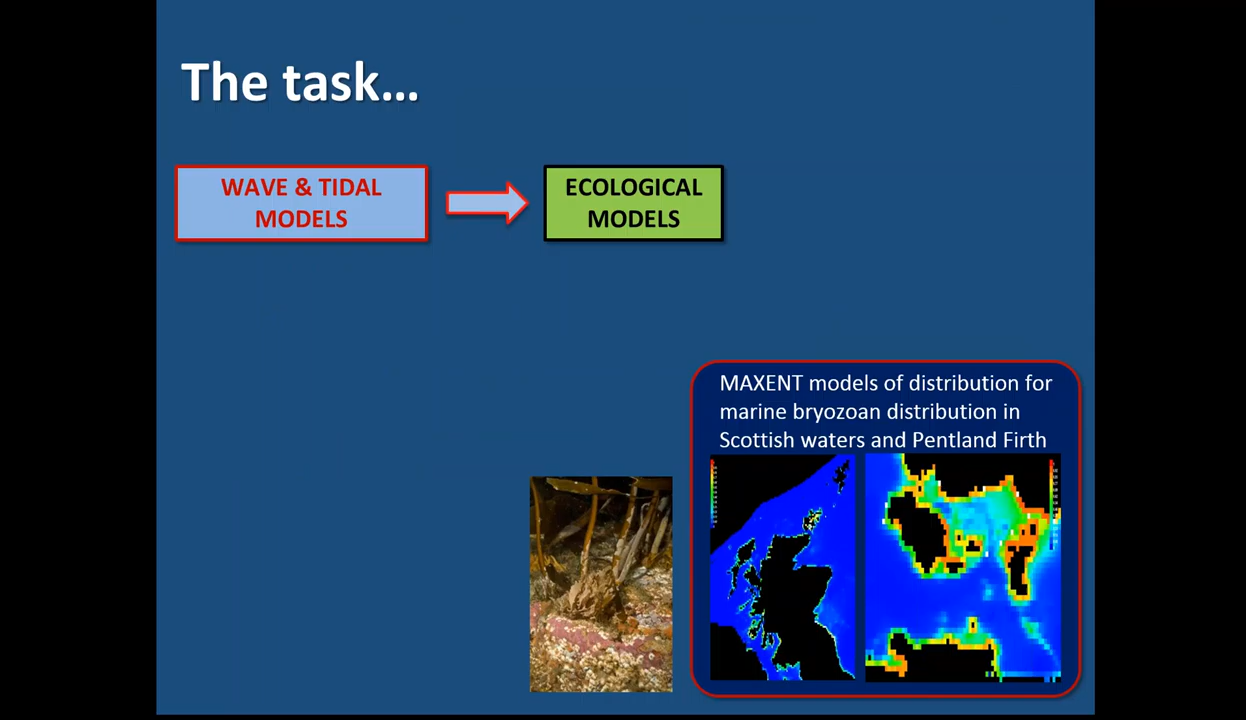 The task...
WAVE & TIDAL
MODELS
ECOLOGICAL
MODELS
MAXENT models of distribution for
marine bryozoan distribution in
Scottish waters and Pentland Firth